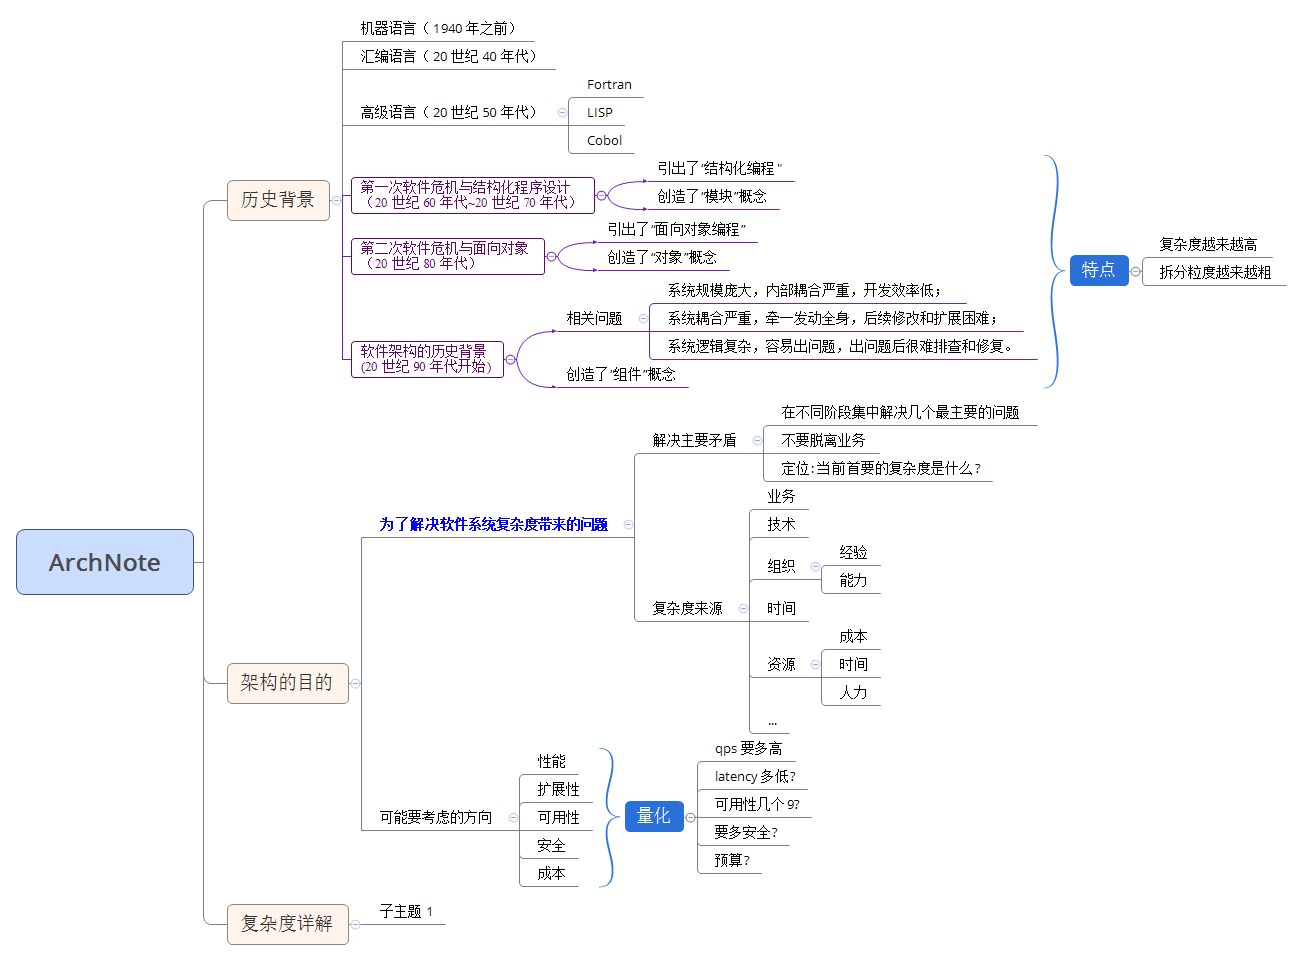 ArchNote
历史背景
机器语言（1940 年之前）
汇编语言（20 世纪 40 年代）
高级语言（20 世纪 50 年代）
Fortran
LISP
Cobol
第一次软件危机与结构化程序设计
（20 世纪 60 年代~20 世纪 70 年代）
引出了“结构化编程"
创造了“模块”概念
第二次软件危机与面向对象
（20 世纪 80 年代）
引出了“面向对象编程”
创造了“对象”概念
软件架构的历史背景
(20 世纪 90 年代开始)
相关问题
系统规模庞大，内部耦合严重，开发效率低；
系统耦合严重，牵一发动全身，后续修改和扩展困难；
系统逻辑复杂，容易出问题，出问题后很难排查和修复。
创造了“组件”概念
特点
复杂度越来越高
拆分粒度越来越粗
架构的目的
为了解决软件系统复杂度带来的问题
解决主要矛盾
在不同阶段集中解决几个最主要的问题
不要脱离业务
定位:当前首要的复杂度是什么?
复杂度来源
业务
技术
组织
经验
能力
时间
资源
成本
时间
人力
...
可能要考虑的方向
性能
扩展性
可用性
安全
成本
量化
qps 要多高
latency 多低?
可用性几个 9?
要多安全?
预算?
复杂度详解
子主题 1